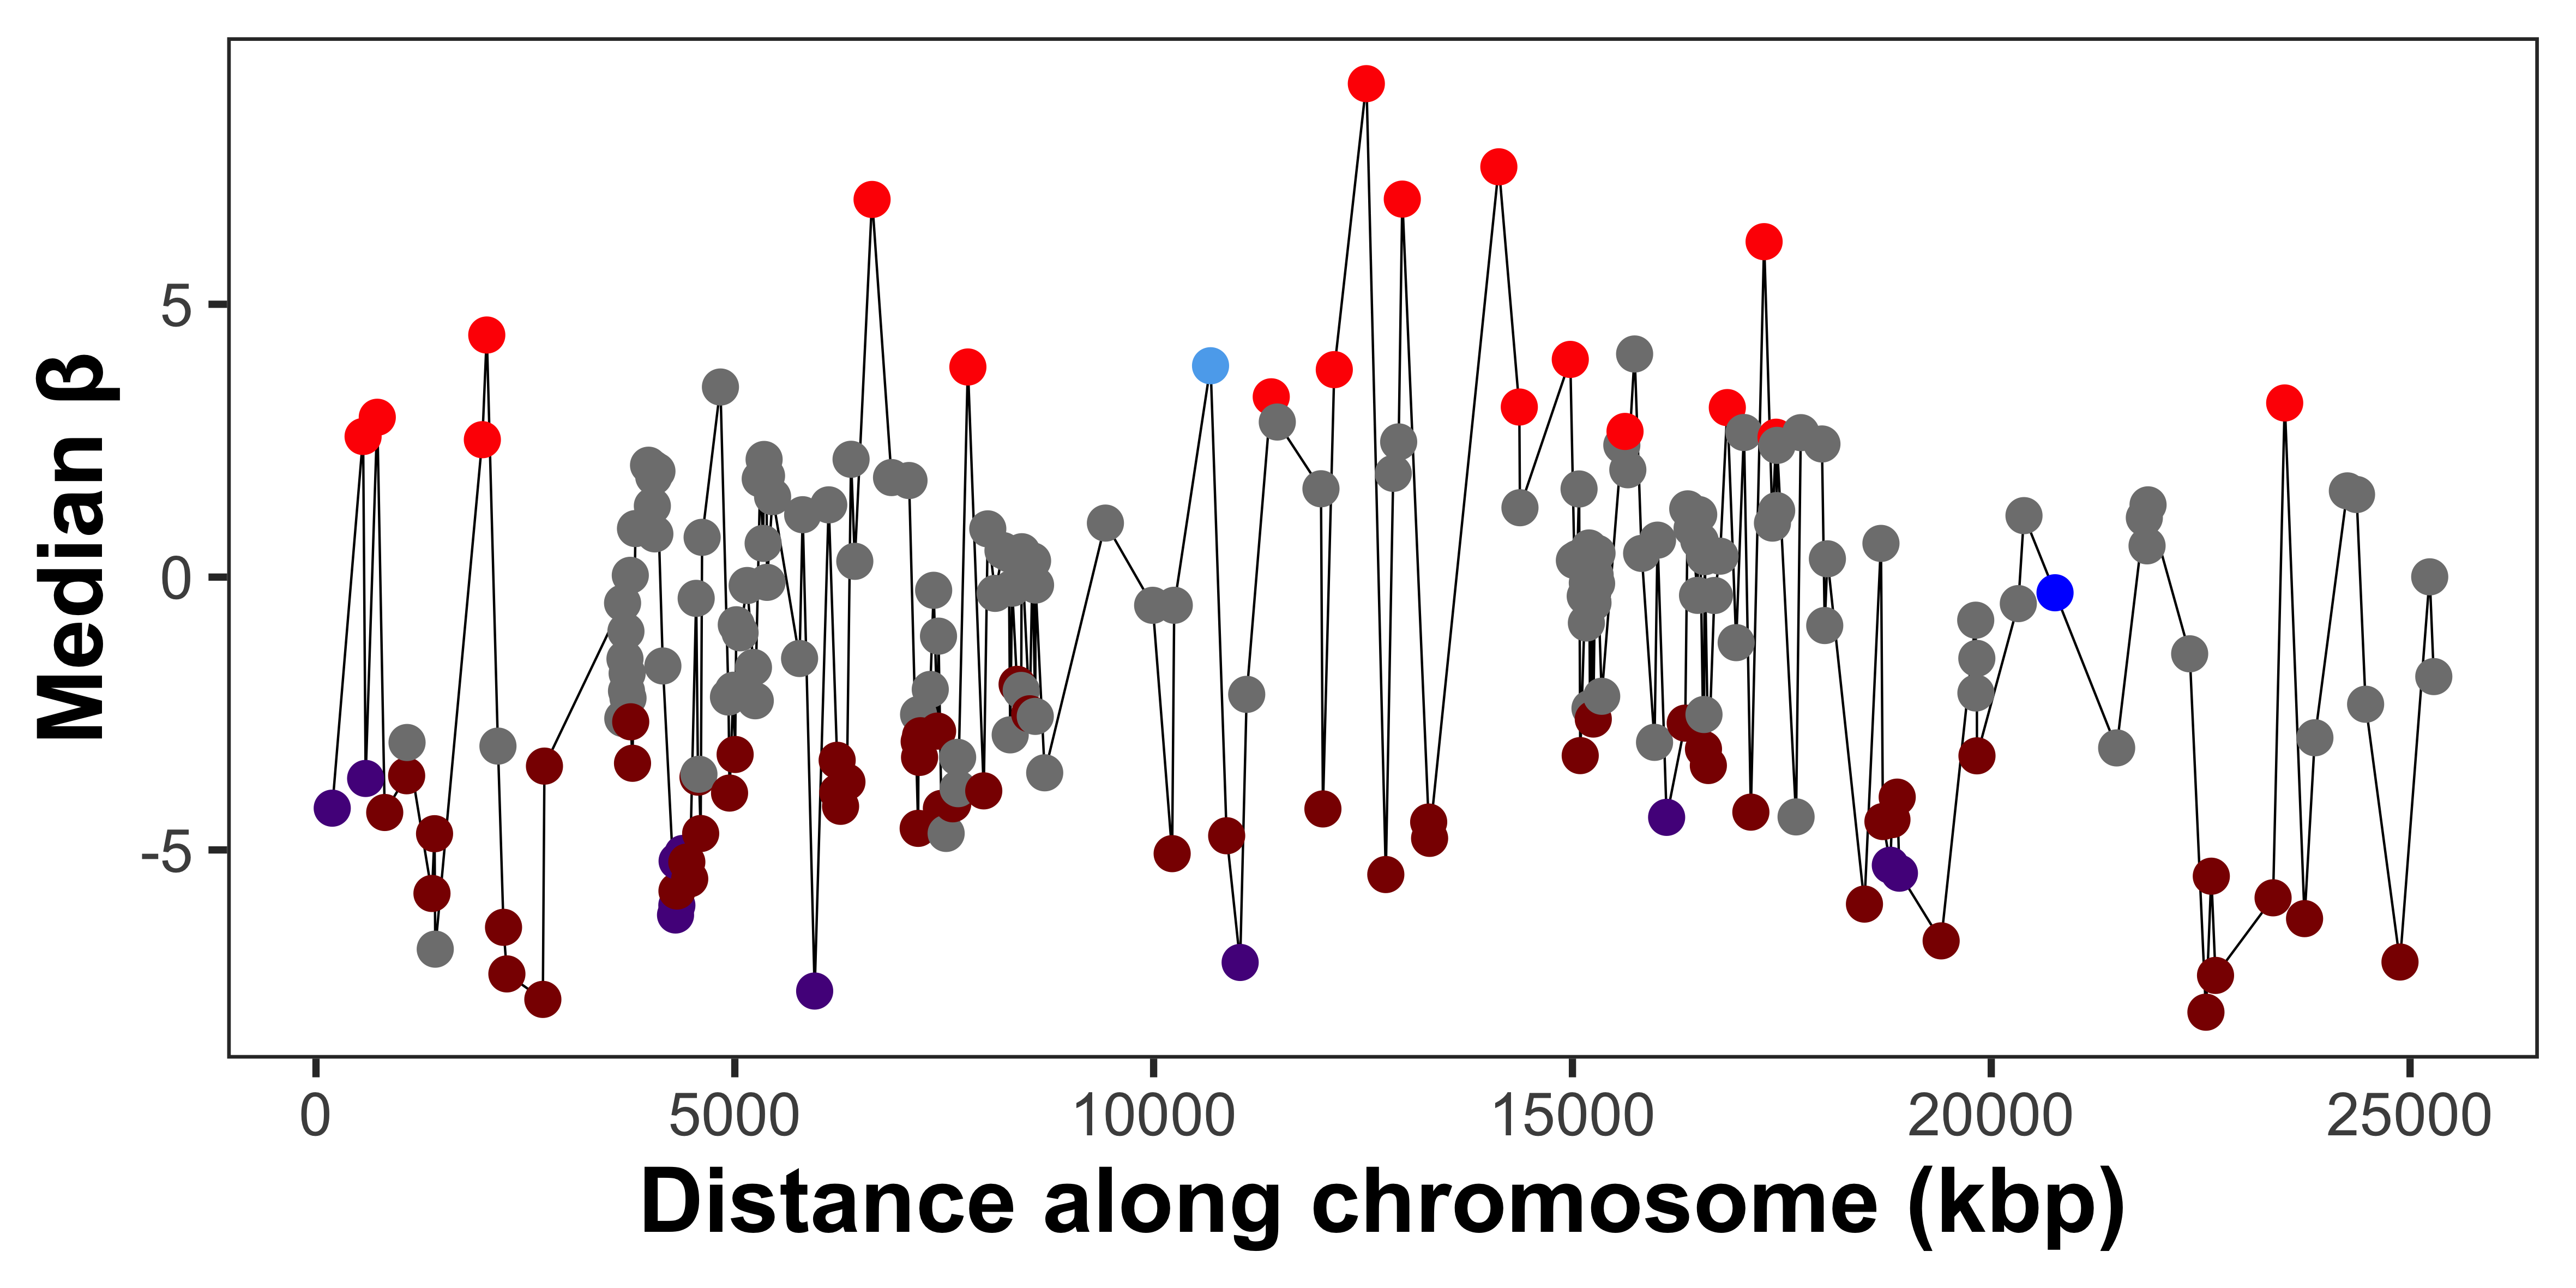 Median β
5
0
-5
0 5000 10000 15000 20000 25000
Distance along chromosome (kbp)